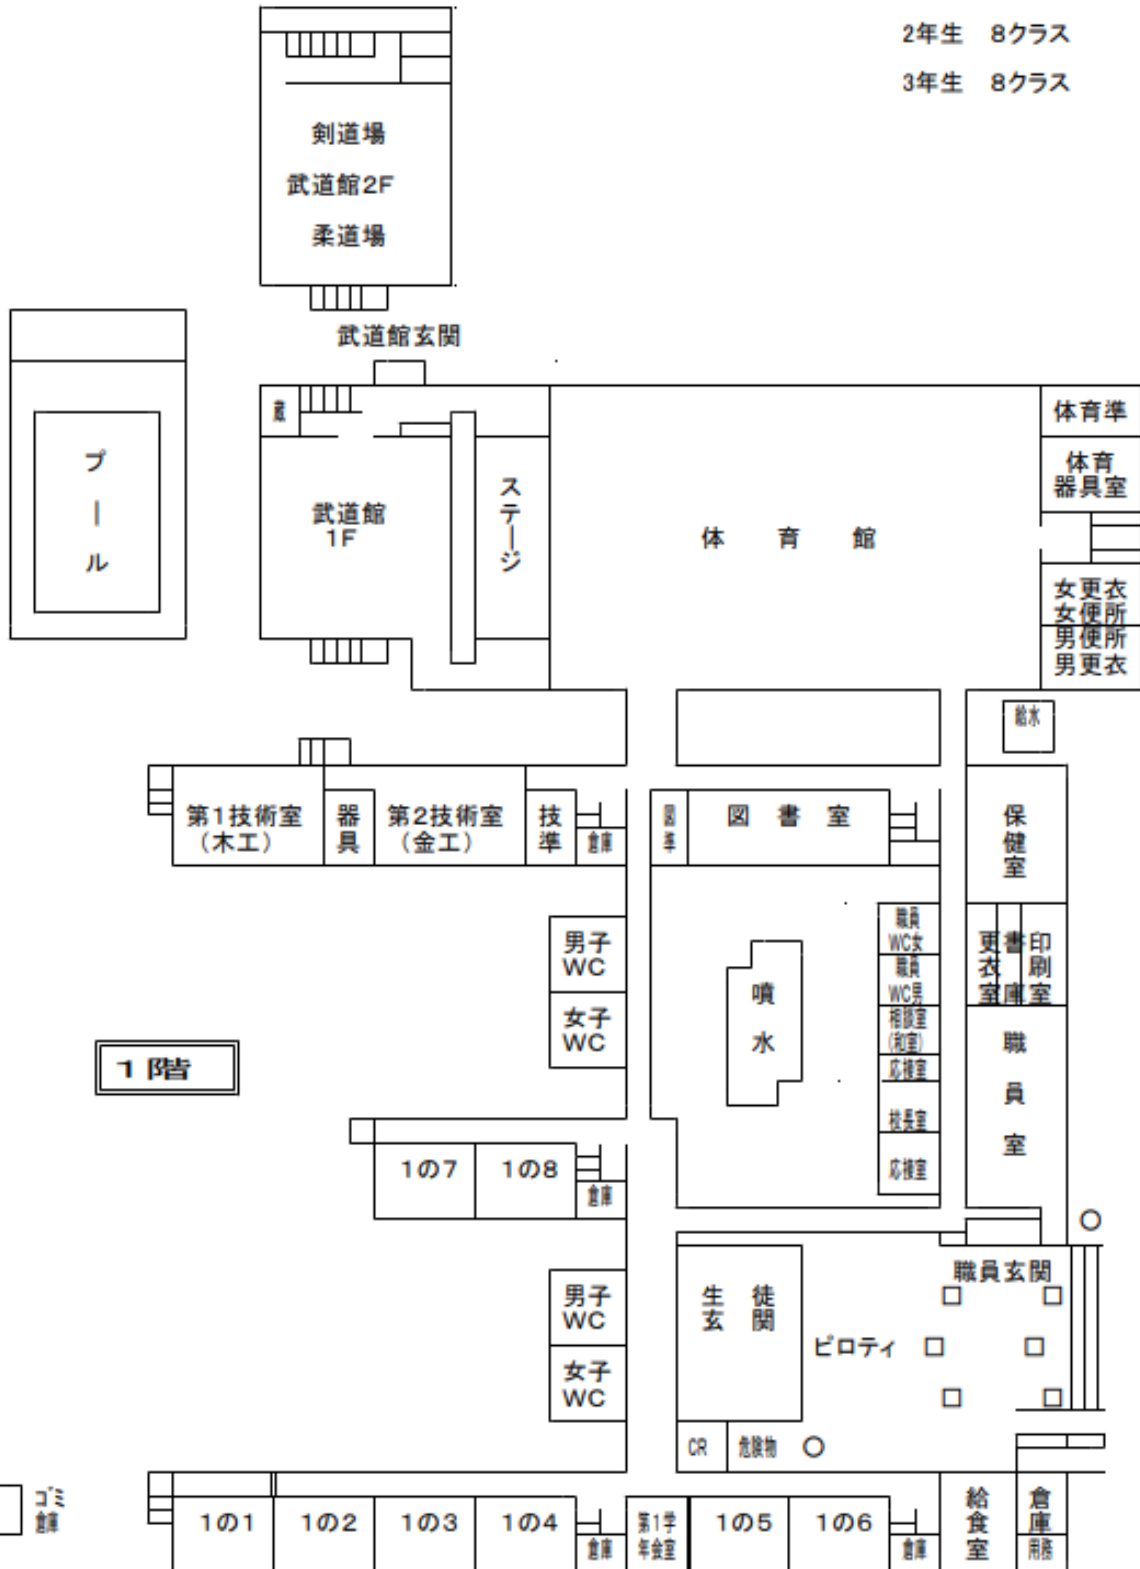 2年生 8クラス
3年生 8クラス
剣道場
武道館2F
柔道場
武道館玄関
蔵
体育準
体育
器具室
プール
武道館
1F
ステージ
体育館
女更衣
女便所
男便所
男更衣
給水
第1技術室
(木工)
器具
第2技術室
(金工)
技準
倉庫
図準
図書室
保健室
男子
WC
女子
WC
噴水
職員
WC女
職員
WC男
相談室
(和室)
応接室
校長室
応接室
更衣室
書庫
印刷室
職員室
1階
1の7
1の8
倉庫
男子
WC
女子
WC
生徒
玄関
職員玄関
ピロティ
CR
危険物
ゴミ
倉庫
1の1
1の2
1の3
1の4
倉庫
第1学
年会室
1の5
1の6
倉庫
給食室
倉庫
用務